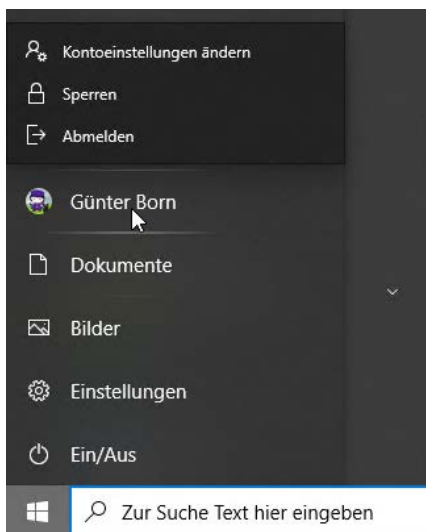 Kontoeinstellungen ändern
Sperren
Abmelden
Günter Born
Dokumente
Bilder
Einstellungen
Ein/Aus
Zur Suche Text hier eingeben